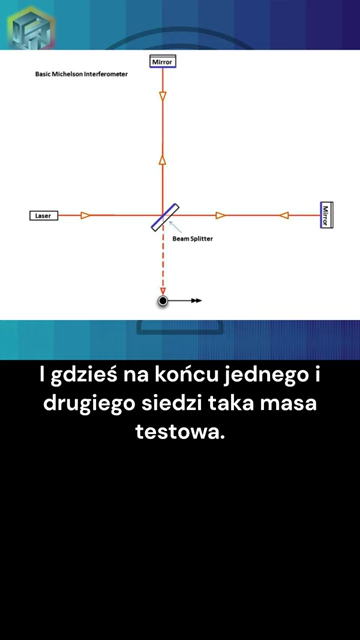 Mirror
Basic Michelson Interferometer
Laser
Mirror
Beam Splitter
I gdzieś na końcu jednego i
drugiego siedzi taka masa
testowa.